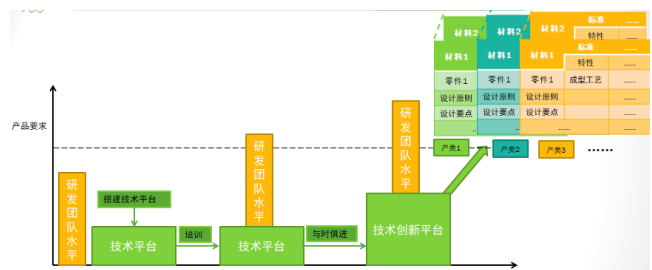 材料2 材料2 材料2 标准 ......
特性 ......
材料1 材料1 材料1 标准 ......
特性 ......
零件1 零件1 零件1 成型工艺 ......
设计原则 设计原则 设计原则 ......
设计要点 设计要点 设计要点 ......
.. .. ...... ......
产类1 产类2 产类3 ......
产品要求
研发团队水平
研发团队水平
研发团队水平
搭建技术平台
培训
与时俱进
技术平台
技术平台
技术创新平台